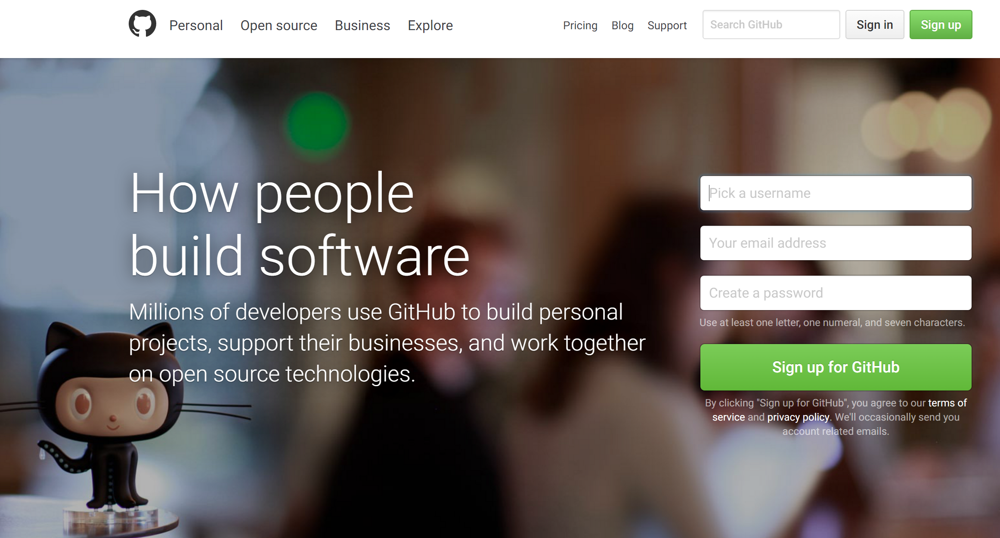 Personal Open source Business Explore Pricing Blog Support Search GitHub Sign in Sign up
How people
build software
Millions of developers use GitHub to build personal
projects, support their businesses, and work together
on open source technologies.
Pick a username
Your email address
Create a password
Use at least one letter, one numeral, and seven characters.
Sign up for GitHub
By clicking "Sign up for GitHub", you agree to our terms of
service and privacy policy. We'll occasionally send you
account related emails.